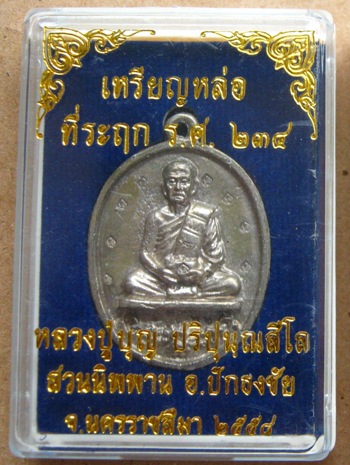 เหรียญหล่อ
ที่ระฤก ร.ศ. ๒๓๔
หลวงปู่บุญ ปริปุนฺณสีโล
สวนนิพพาน อ.ปักธงชัย
จ.นครราชสีมา ๒๕๕๘